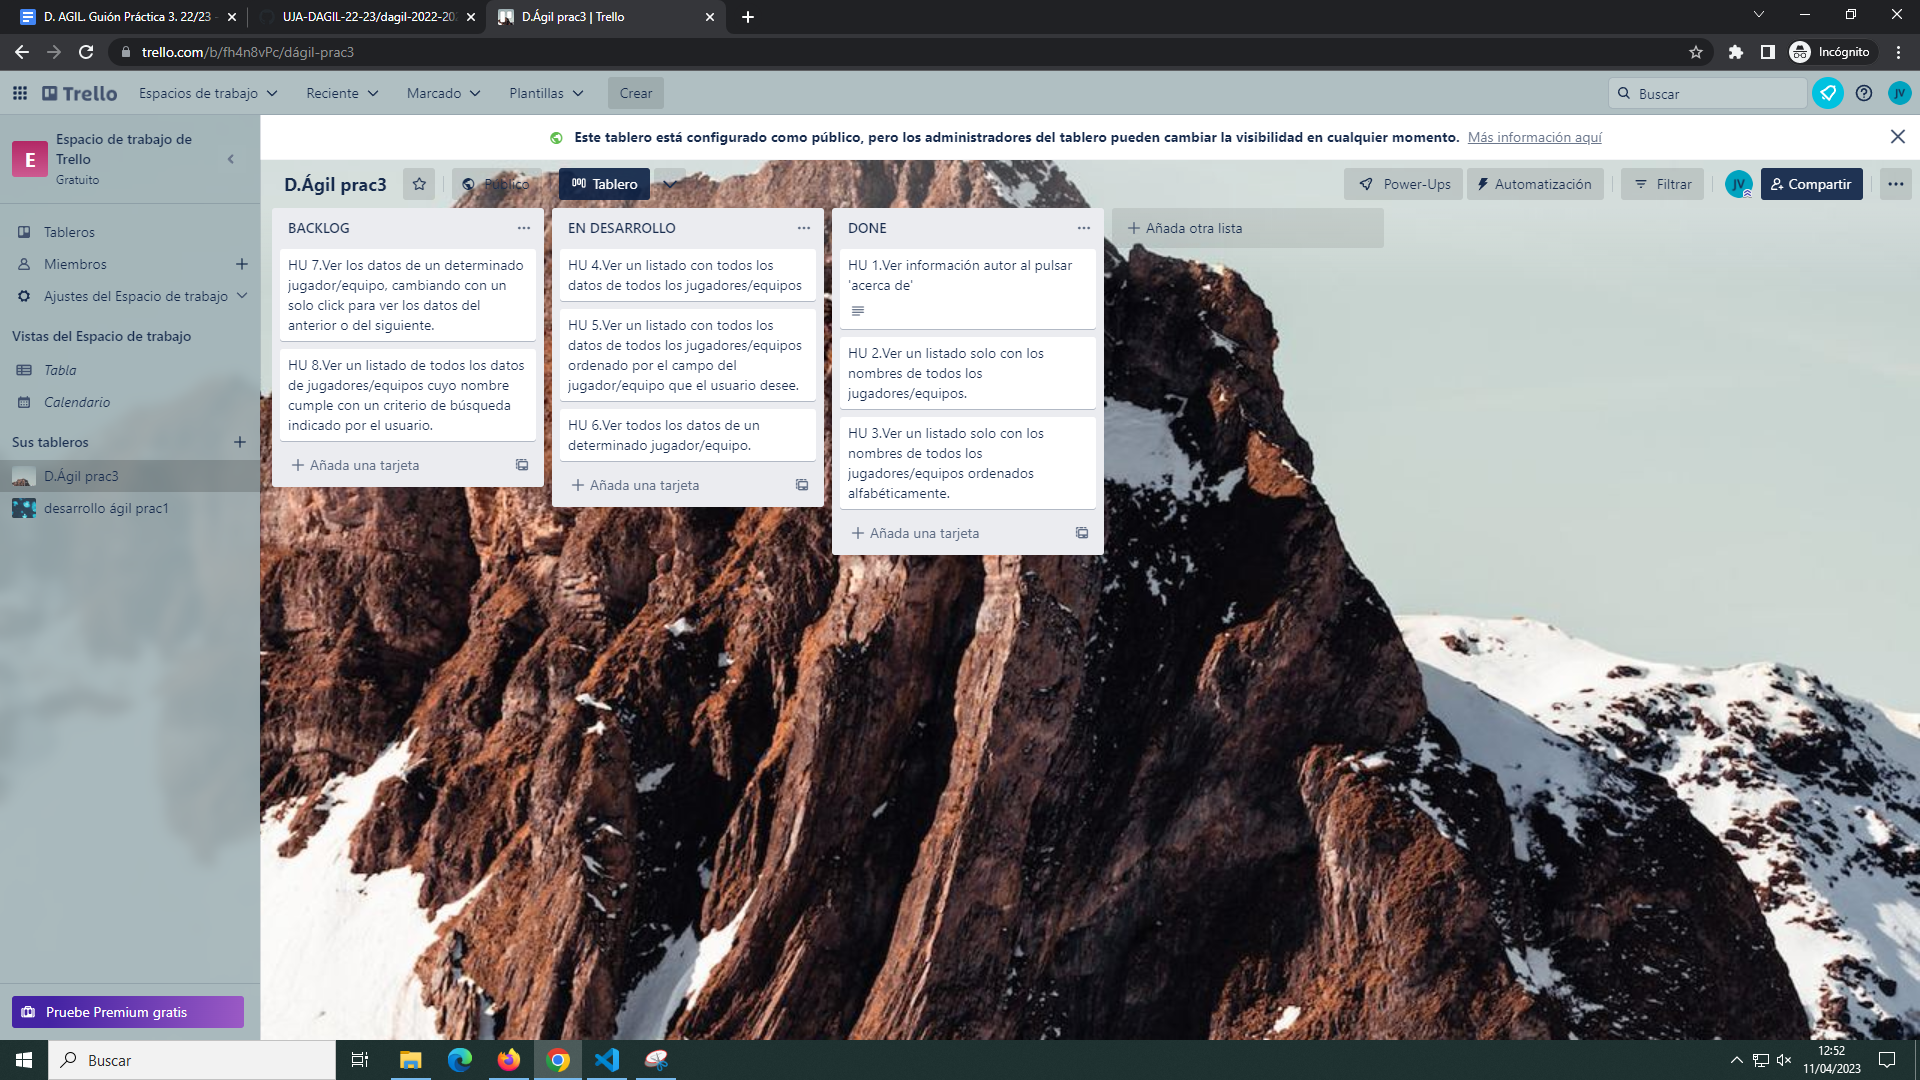 D. AGIL. Guión Práctica 3. 22/23 -
UJA-DAGIL-22-23/dagil-2022-202
D.Ágil prac3 | Trello
trello.com/b/fh4n8vPc/dágil-prac3
Incógnito
Trello
Espacios de trabajo
Reciente
Marcado
Plantillas
Crear
Buscar
JV
E
Espacio de trabajo de
Trello
Gratuito
Este tablero está configurado como público, pero los administradores del tablero pueden cambiar la visibilidad en cualquier momento. Más información aquí
D.Ágil prac3
Público
Tablero
Power-Ups
Automatización
Filtrar
JV
Compartir
Tableros
Miembros
Ajustes del Espacio de trabajo
Vistas del Espacio de trabajo
Tabla
Calendario
Sus tableros
D.Ágil prac3
desarrollo ágil prac1
Pruebe Premium gratis
BACKLOG
HU 7.Ver los datos de un determinado
jugador/equipo, cambiando con un
solo click para ver los datos del
anterior o del siguiente.
HU 8.Ver un listado de todos los datos
de jugadores/equipos cuyo nombre
cumple con un criterio de búsqueda
indicado por el usuario.
Añada una tarjeta
EN DESARROLLO
HU 4.Ver un listado con todos los
datos de todos los jugadores/equipos
HU 5.Ver un listado con todos los
datos de todos los jugadores/equipos
ordenado por el campo del
jugador/equipo que el usuario desee.
HU 6.Ver todos los datos de un
determinado jugador/equipo.
Añada una tarjeta
DONE
HU 1.Ver información autor al pulsar
'acerca de'
HU 2.Ver un listado solo con los
nombres de todos los
jugadores/equipos.
HU 3.Ver un listado solo con los
nombres de todos los
jugadores/equipos ordenados
alfabéticamente.
Añada una tarjeta
Añada otra lista
Buscar
12:52
11/04/2023